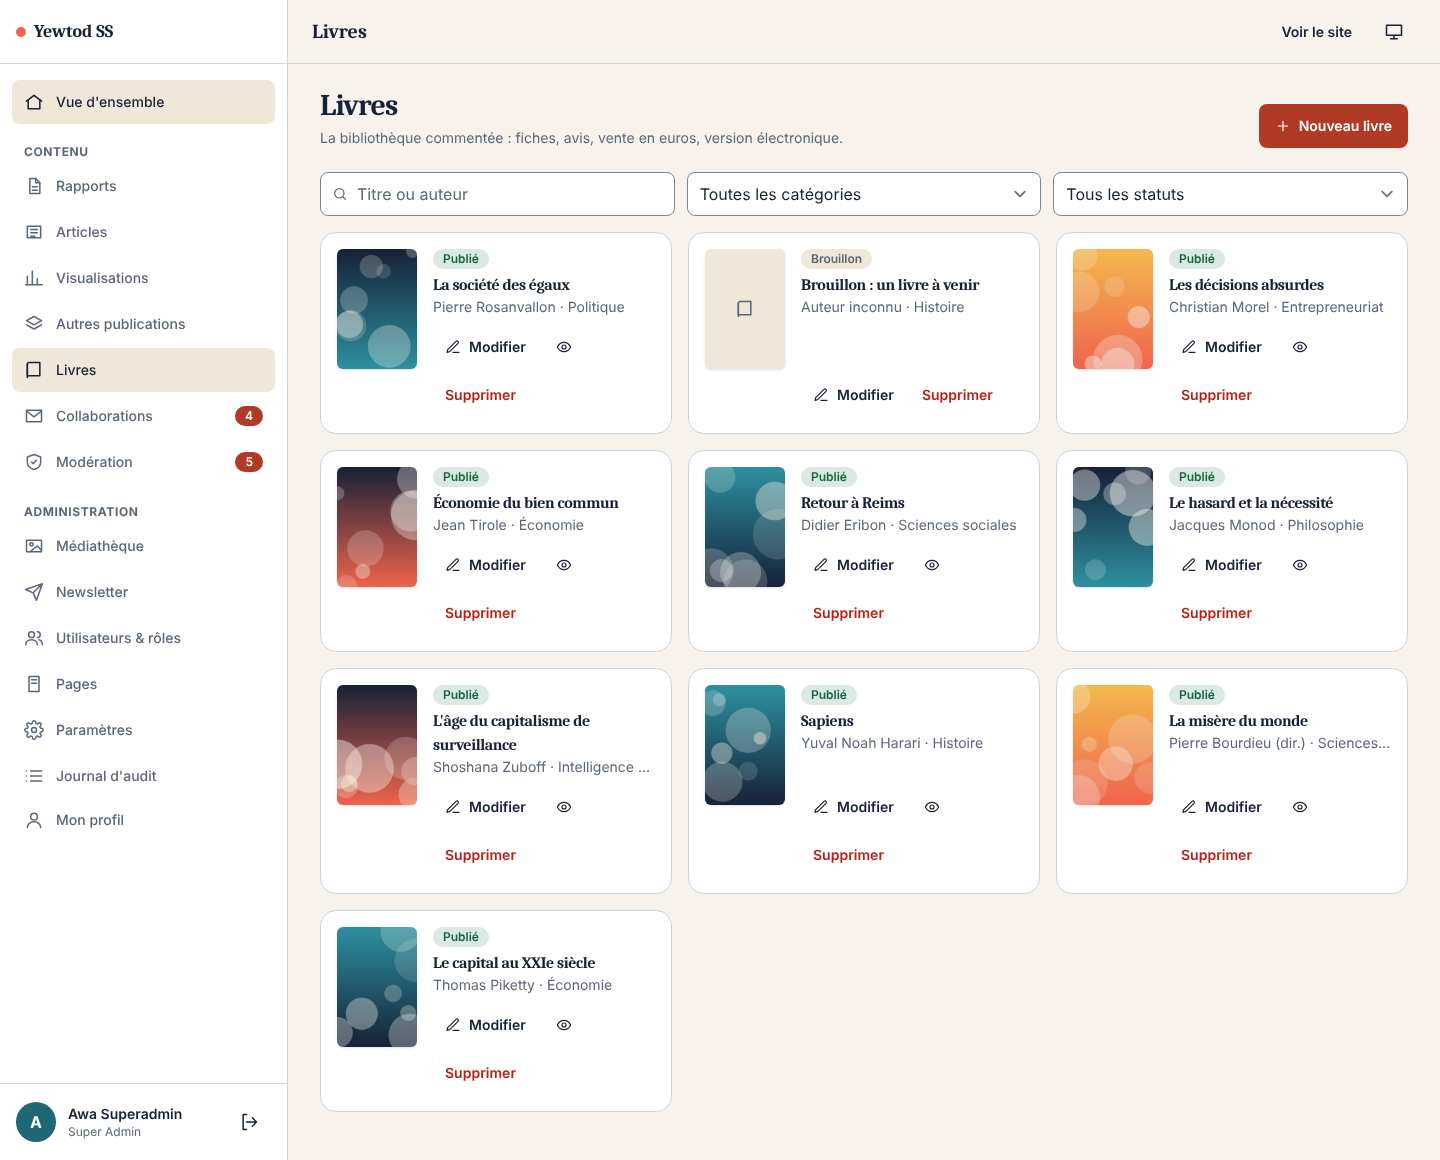 Yewtod SS
Livres
Voir le site
Vue d'ensemble
CONTENU
Rapports
Articles
Visualisations
Autres publications
Livres
Collaborations 4
Modération 5
ADMINISTRATION
Médiathèque
Newsletter
Utilisateurs & rôles
Pages
Paramètres
Journal d'audit
Mon profil
A
Awa Superadmin
Super Admin
Livres
La bibliothèque commentée : fiches, avis, vente en euros, version électronique.
Nouveau livre
Titre ou auteur
Toutes les catégories
Tous les statuts
Publié
La société des égaux
Pierre Rosanvallon · Politique
Modifier
Supprimer
Brouillon
Brouillon : un livre à venir
Auteur inconnu · Histoire
Modifier Supprimer
Publié
Les décisions absurdes
Christian Morel · Entrepreneuriat
Modifier
Supprimer
Publié
Économie du bien commun
Jean Tirole · Économie
Modifier
Supprimer
Publié
Retour à Reims
Didier Eribon · Sciences sociales
Modifier
Supprimer
Publié
Le hasard et la nécessité
Jacques Monod · Philosophie
Modifier
Supprimer
Publié
L'âge du capitalisme de
surveillance
Shoshana Zuboff · Intelligence ...
Modifier
Supprimer
Publié
Sapiens
Yuval Noah Harari · Histoire
Modifier
Supprimer
Publié
La misère du monde
Pierre Bourdieu (dir.) · Sciences...
Modifier
Supprimer
Publié
Le capital au XXIe siècle
Thomas Piketty · Économie
Modifier
Supprimer